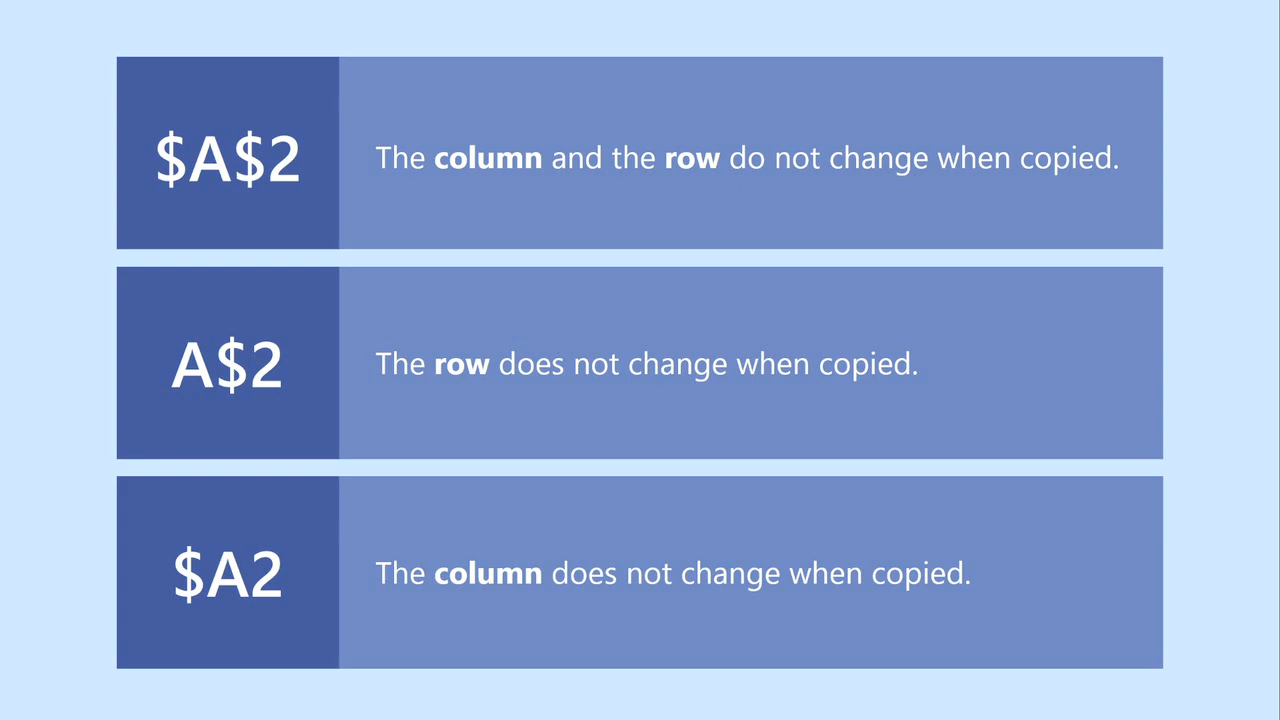 $A$2
The column and the row do not change when copied.
A$2
The row does not change when copied.
$A2
The column does not change when copied.